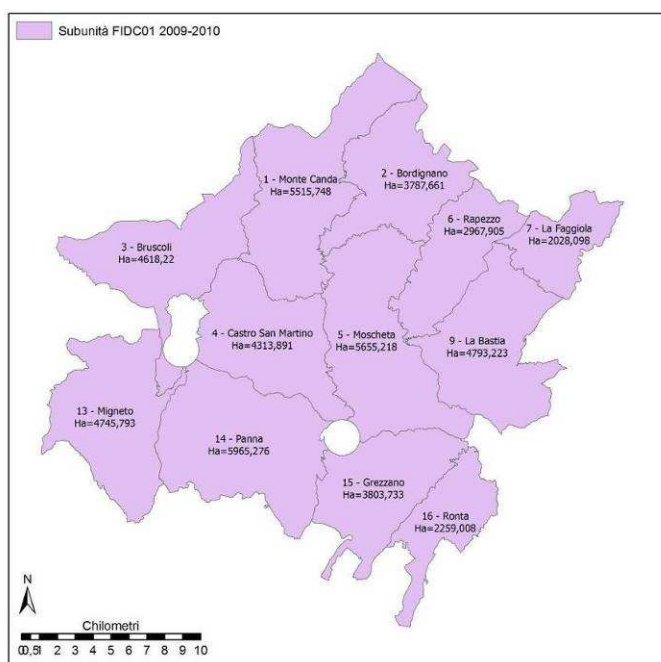 Subunità FIDC01 2009-2010
1 - Monte Canda
Ha=5515,748
2 - Bordignano
Ha=3787,661
6 - Rapezzo
Ha=2967,905
7 - La Faggiola
Ha=2028,098
3 - Bruscoli
Ha=4618,22
4 - Castro San Martino
Ha=4313,891
5 - Moscheta
Ha=5655,218
9 - La Bastia
Ha=4793,223
13 - Migneto
Ha=4745,793
14 - Panna
Ha=5965,276
15 - Grezzano
Ha=3803,733
16 - Ronta
Ha=2259,008
N
Chilometri
0 0,5 1 2 3 4 5 6 7 8 9 10